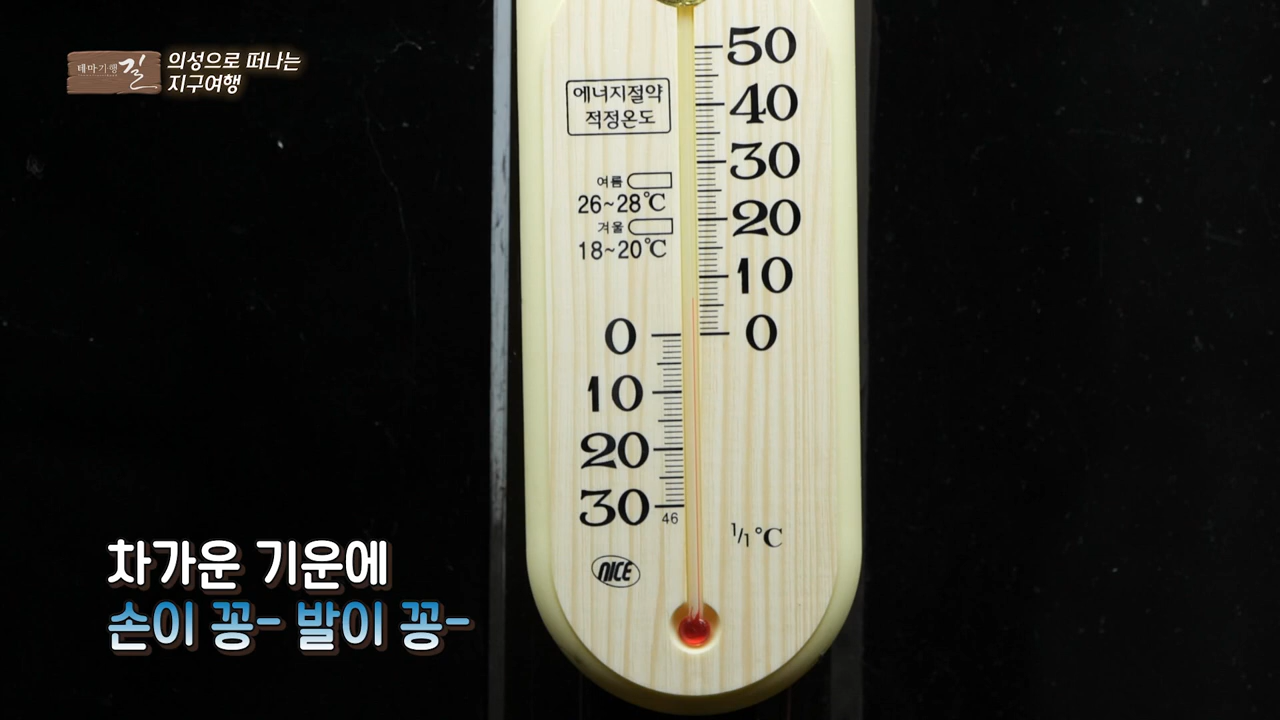 테마기행 길
의성으로 떠나는
지구여행
에너지절약
적정온도
여름
26~28℃
겨울
18~20℃
50
40
30
20
10
0
0
10
20
30
46
1/1℃
NICE
차가운 기운에
손이 꽁- 발이 꽁-